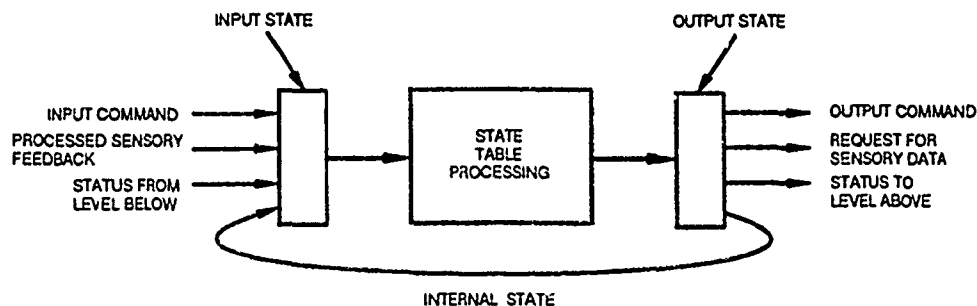 INPUT STATE
OUTPUT STATE
INPUT COMMAND
PROCESSED SENSORY
FEEDBACK
STATUS FROM
LEVEL BELOW
STATE
TABLE
PROCESSING
OUTPUT COMMAND
REQUEST FOR
SENSORY DATA
STATUS TO
LEVEL ABOVE
INTERNAL STATE